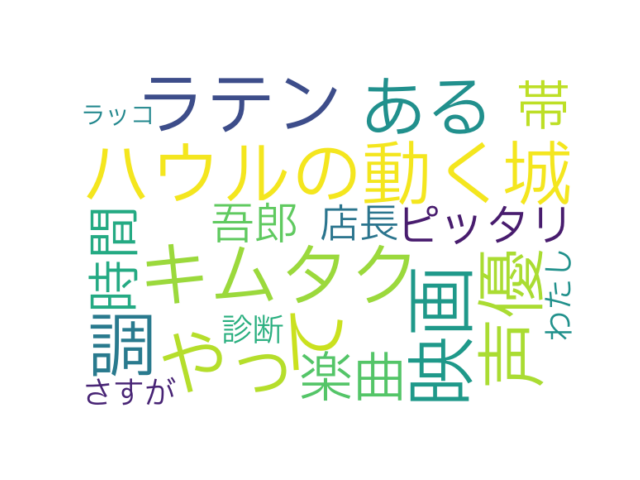 ラテン
ある
帯
ラッコ
ハウルの動く城
時間
吾郎
店長
ピッタリ
キムタク
映画
声優
わたし
調
やって
診断
楽曲
さすが